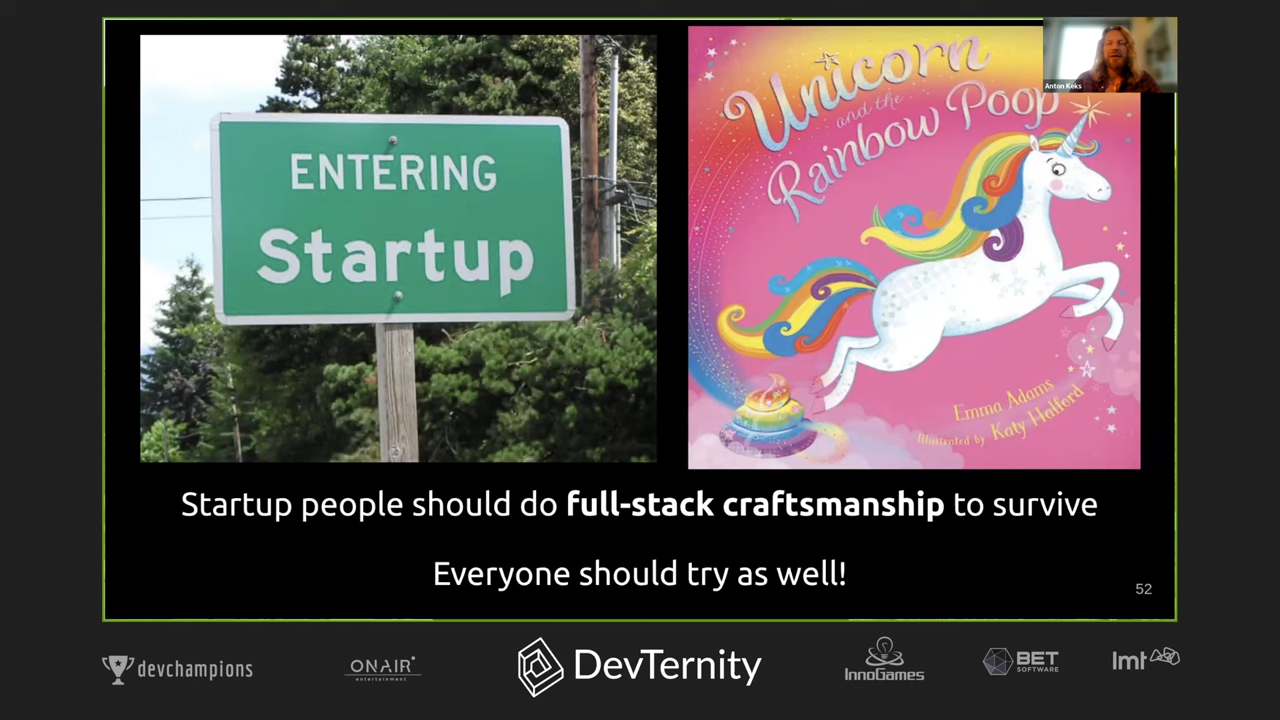 ENTERING
Startup
Unicorn
and the
Rainbow Poop
Emma Adams
Illustrated by Katy Halford
Anton Keks
Startup people should do full-stack craftsmanship to survive
Everyone should try as well!
52
devchampions
ONAIR
entertainment
DevTernity
InnoGames
BET
SOFTWARE
lmt